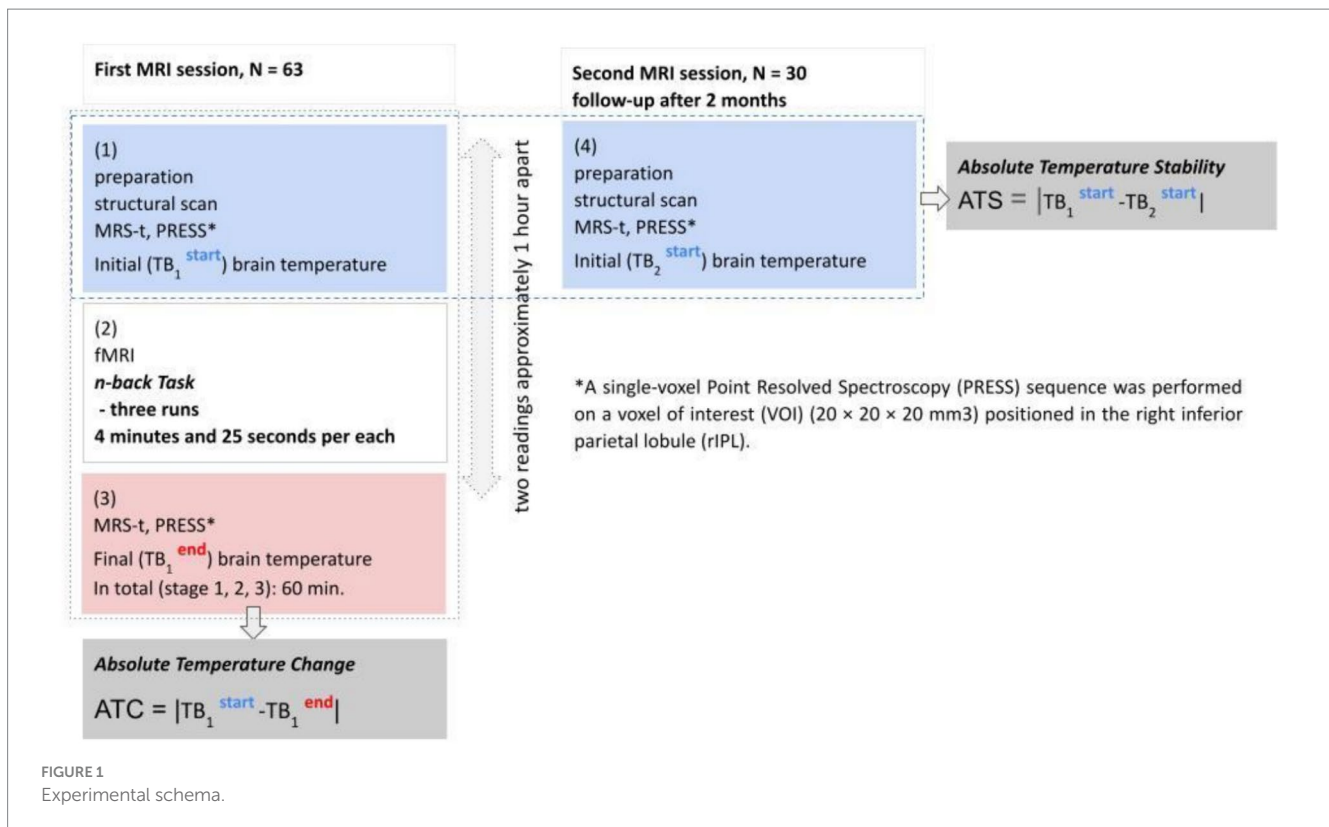 First MRI session, N = 63
(1)
preparation
structural scan
MRS-t, PRESS*
Initial (TB₁ ˢᵗᵃʳᵗ) brain temperature
(2)
fMRI
n-back Task
- three runs
4 minutes and 25 seconds per each
(3)
MRS-t, PRESS*
Final (TB₁ ᵉⁿᵈ) brain temperature
In total (stage 1, 2, 3): 60 min.
Absolute Temperature Change
ATC = |TB₁ ˢᵗᵃʳᵗ -TB₁ ᵉⁿᵈ|
two readings approximately 1 hour apart
Second MRI session, N = 30
follow-up after 2 months
(4)
preparation
structural scan
MRS-t, PRESS*
Initial (TB₂ ˢᵗᵃʳᵗ) brain temperature
Absolute Temperature Stability
ATS = |TB₁ ˢᵗᵃʳᵗ -TB₂ ˢᵗᵃʳᵗ|
*A single-voxel Point Resolved Spectroscopy (PRESS) sequence was performed
on a voxel of interest (VOI) (20 × 20 × 20 mm3) positioned in the right inferior
parietal lobule (rIPL).
FIGURE 1
Experimental schema.